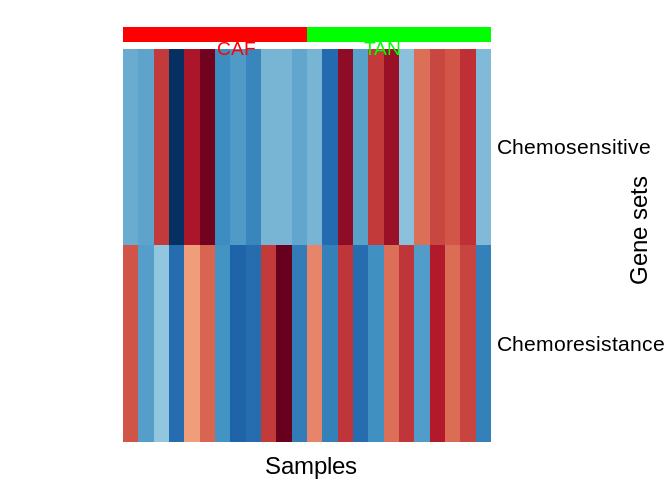 CAF TAN
Chemosensitive
Gene sets
Chemoresistance
Samples